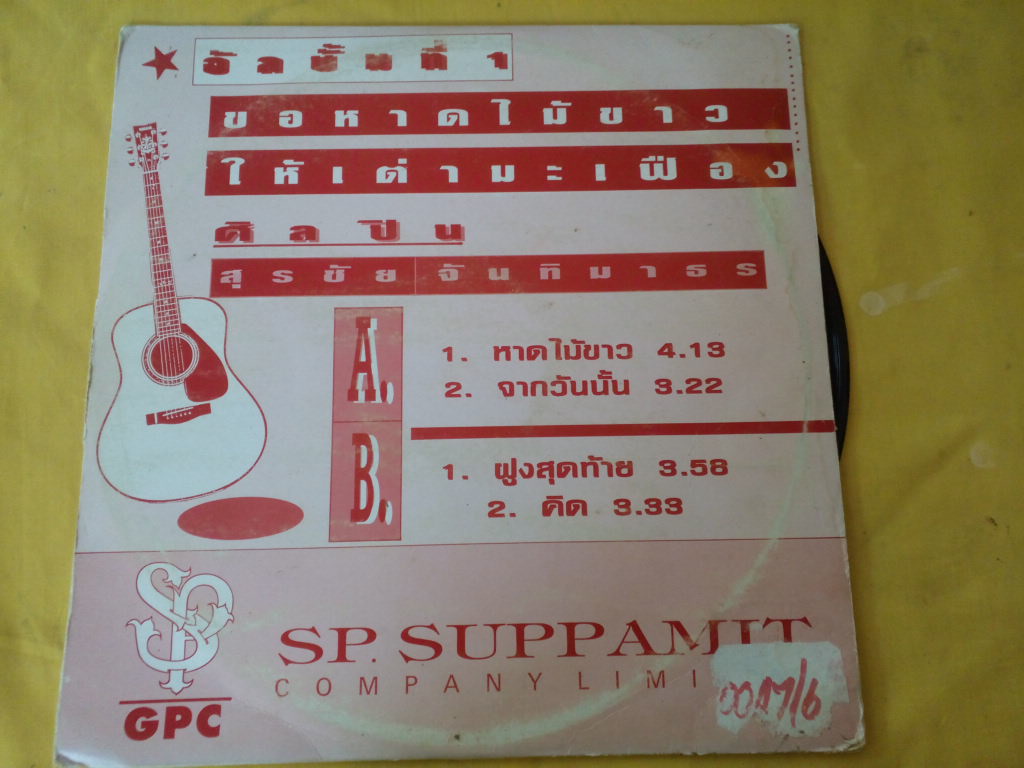 อัลบั้มที่ 1
ขอหาดไม้ขาว
ให้เต่ามะเฟือง
ศิลปิน
สุรชัย จันทิมาธร
A.
1. หาดไม้ขาว 4.13
2. จากวันนั้น 3.22
B.
1. ฝูงสุดท้าย 3.58
2. คิด 3.33
SP
SP. SUPPAMIT
COMPANY LIMI
GPC
0047/6